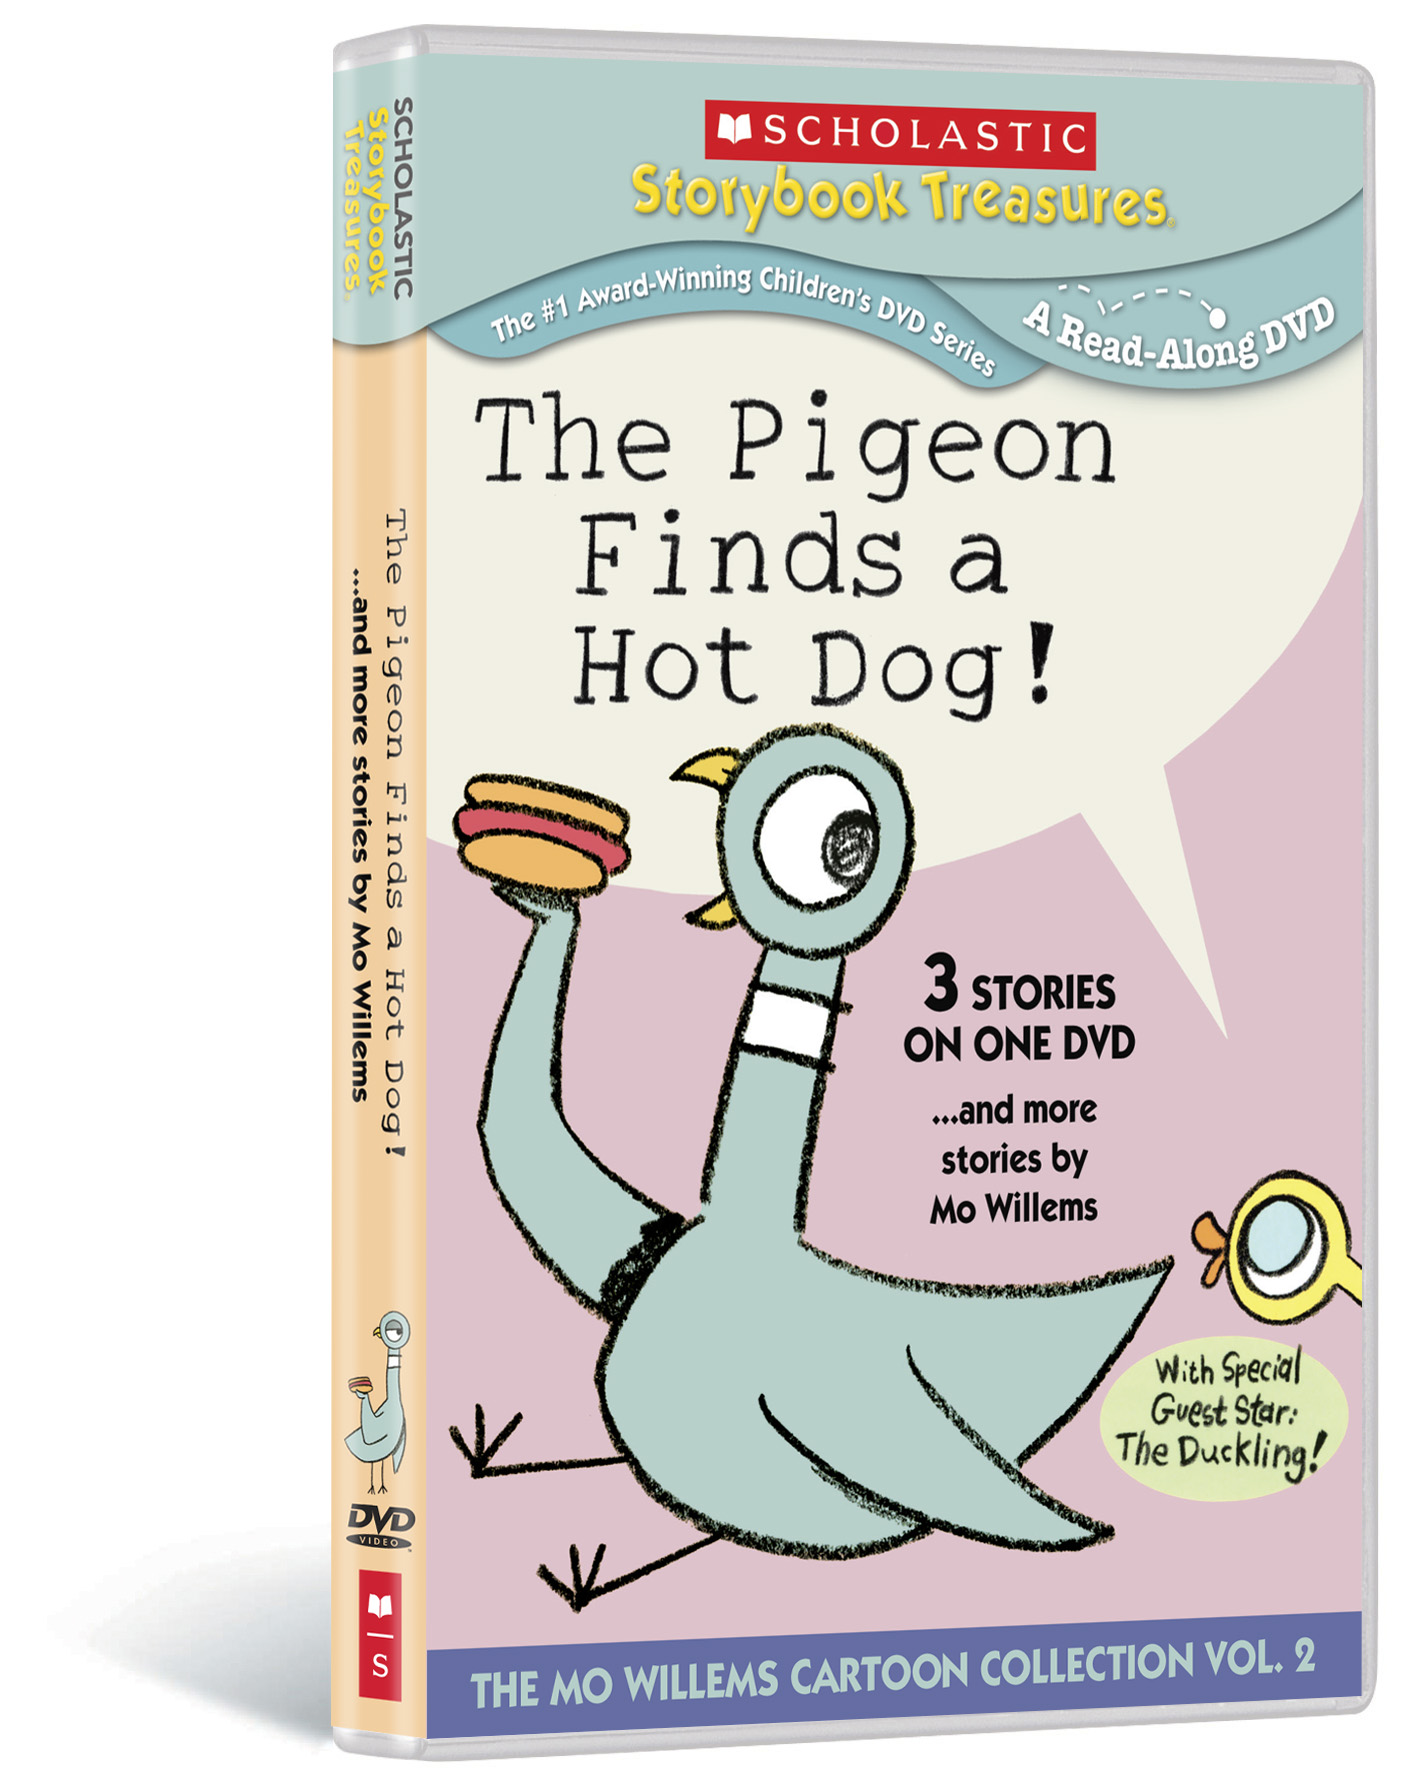 SCHOLASTIC
Storybook Treasures®
The #1 Award-Winning Children's DVD Series
A Read-Along DVD
The Pigeon
Finds a
Hot Dog!
3 STORIES
ON ONE DVD
...and more
stories by
Mo Willems
With Special
Guest Star:
The Duckling!
THE MO WILLEMS CARTOON COLLECTION VOL. 2
SCHOLASTIC
Storybook
Treasures®
The Pigeon Finds a Hot Dog!
...and more stories by Mo Willems
DVD
VIDEO™
S